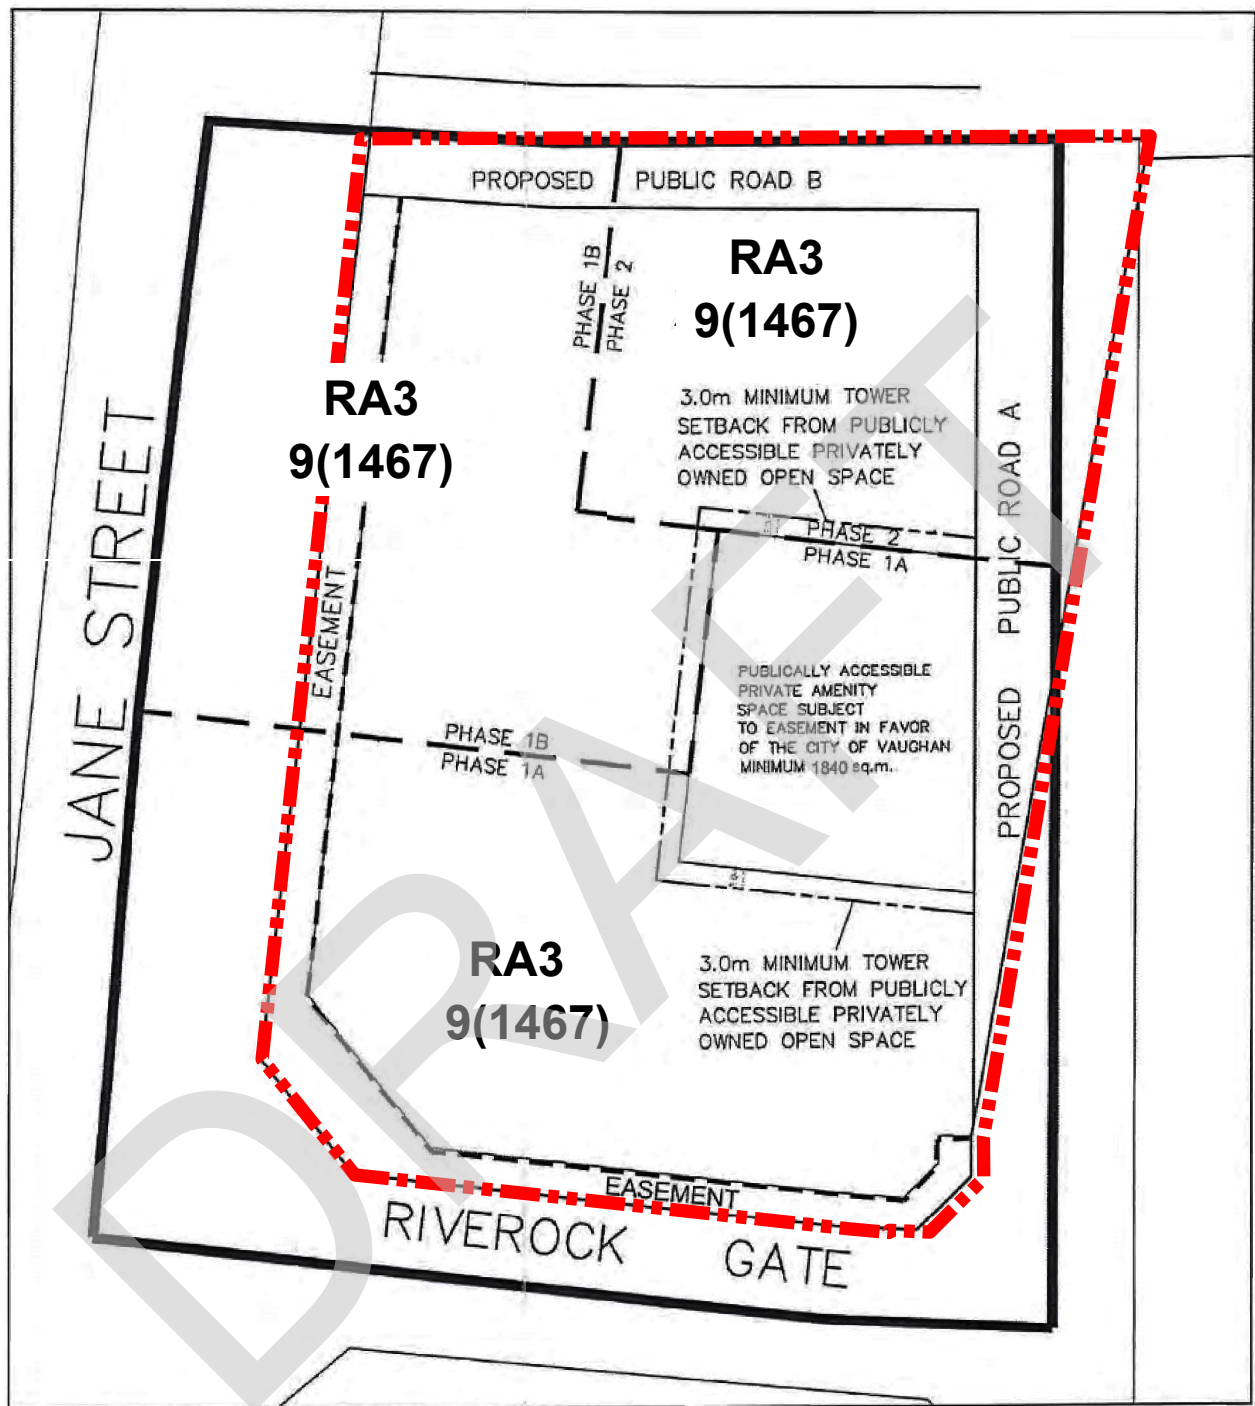 PROPOSED PUBLIC ROAD B
PHASE 1B
PHASE 2
RA3
9(1467)
RA3
9(1467)
3.0m MINIMUM TOWER
SETBACK FROM PUBLICLY
ACCESSIBLE PRIVATELY
OWNED OPEN SPACE
PHASE 2
PHASE 1A
PROPOSED PUBLIC ROAD A
JANE STREET
EASEMENT
PUBLICALLY ACCESSIBLE
PRIVATE AMENITY
SPACE SUBJECT
TO EASEMENT IN FAVOR
OF THE CITY OF VAUGHAN
MINIMUM 1840 sq.m.
PHASE 1B
PHASE 1A
RA3
9(1467)
3.0m MINIMUM TOWER
SETBACK FROM PUBLICLY
ACCESSIBLE PRIVATELY
OWNED OPEN SPACE
EASEMENT
RIVEROCK GATE
DRAFT